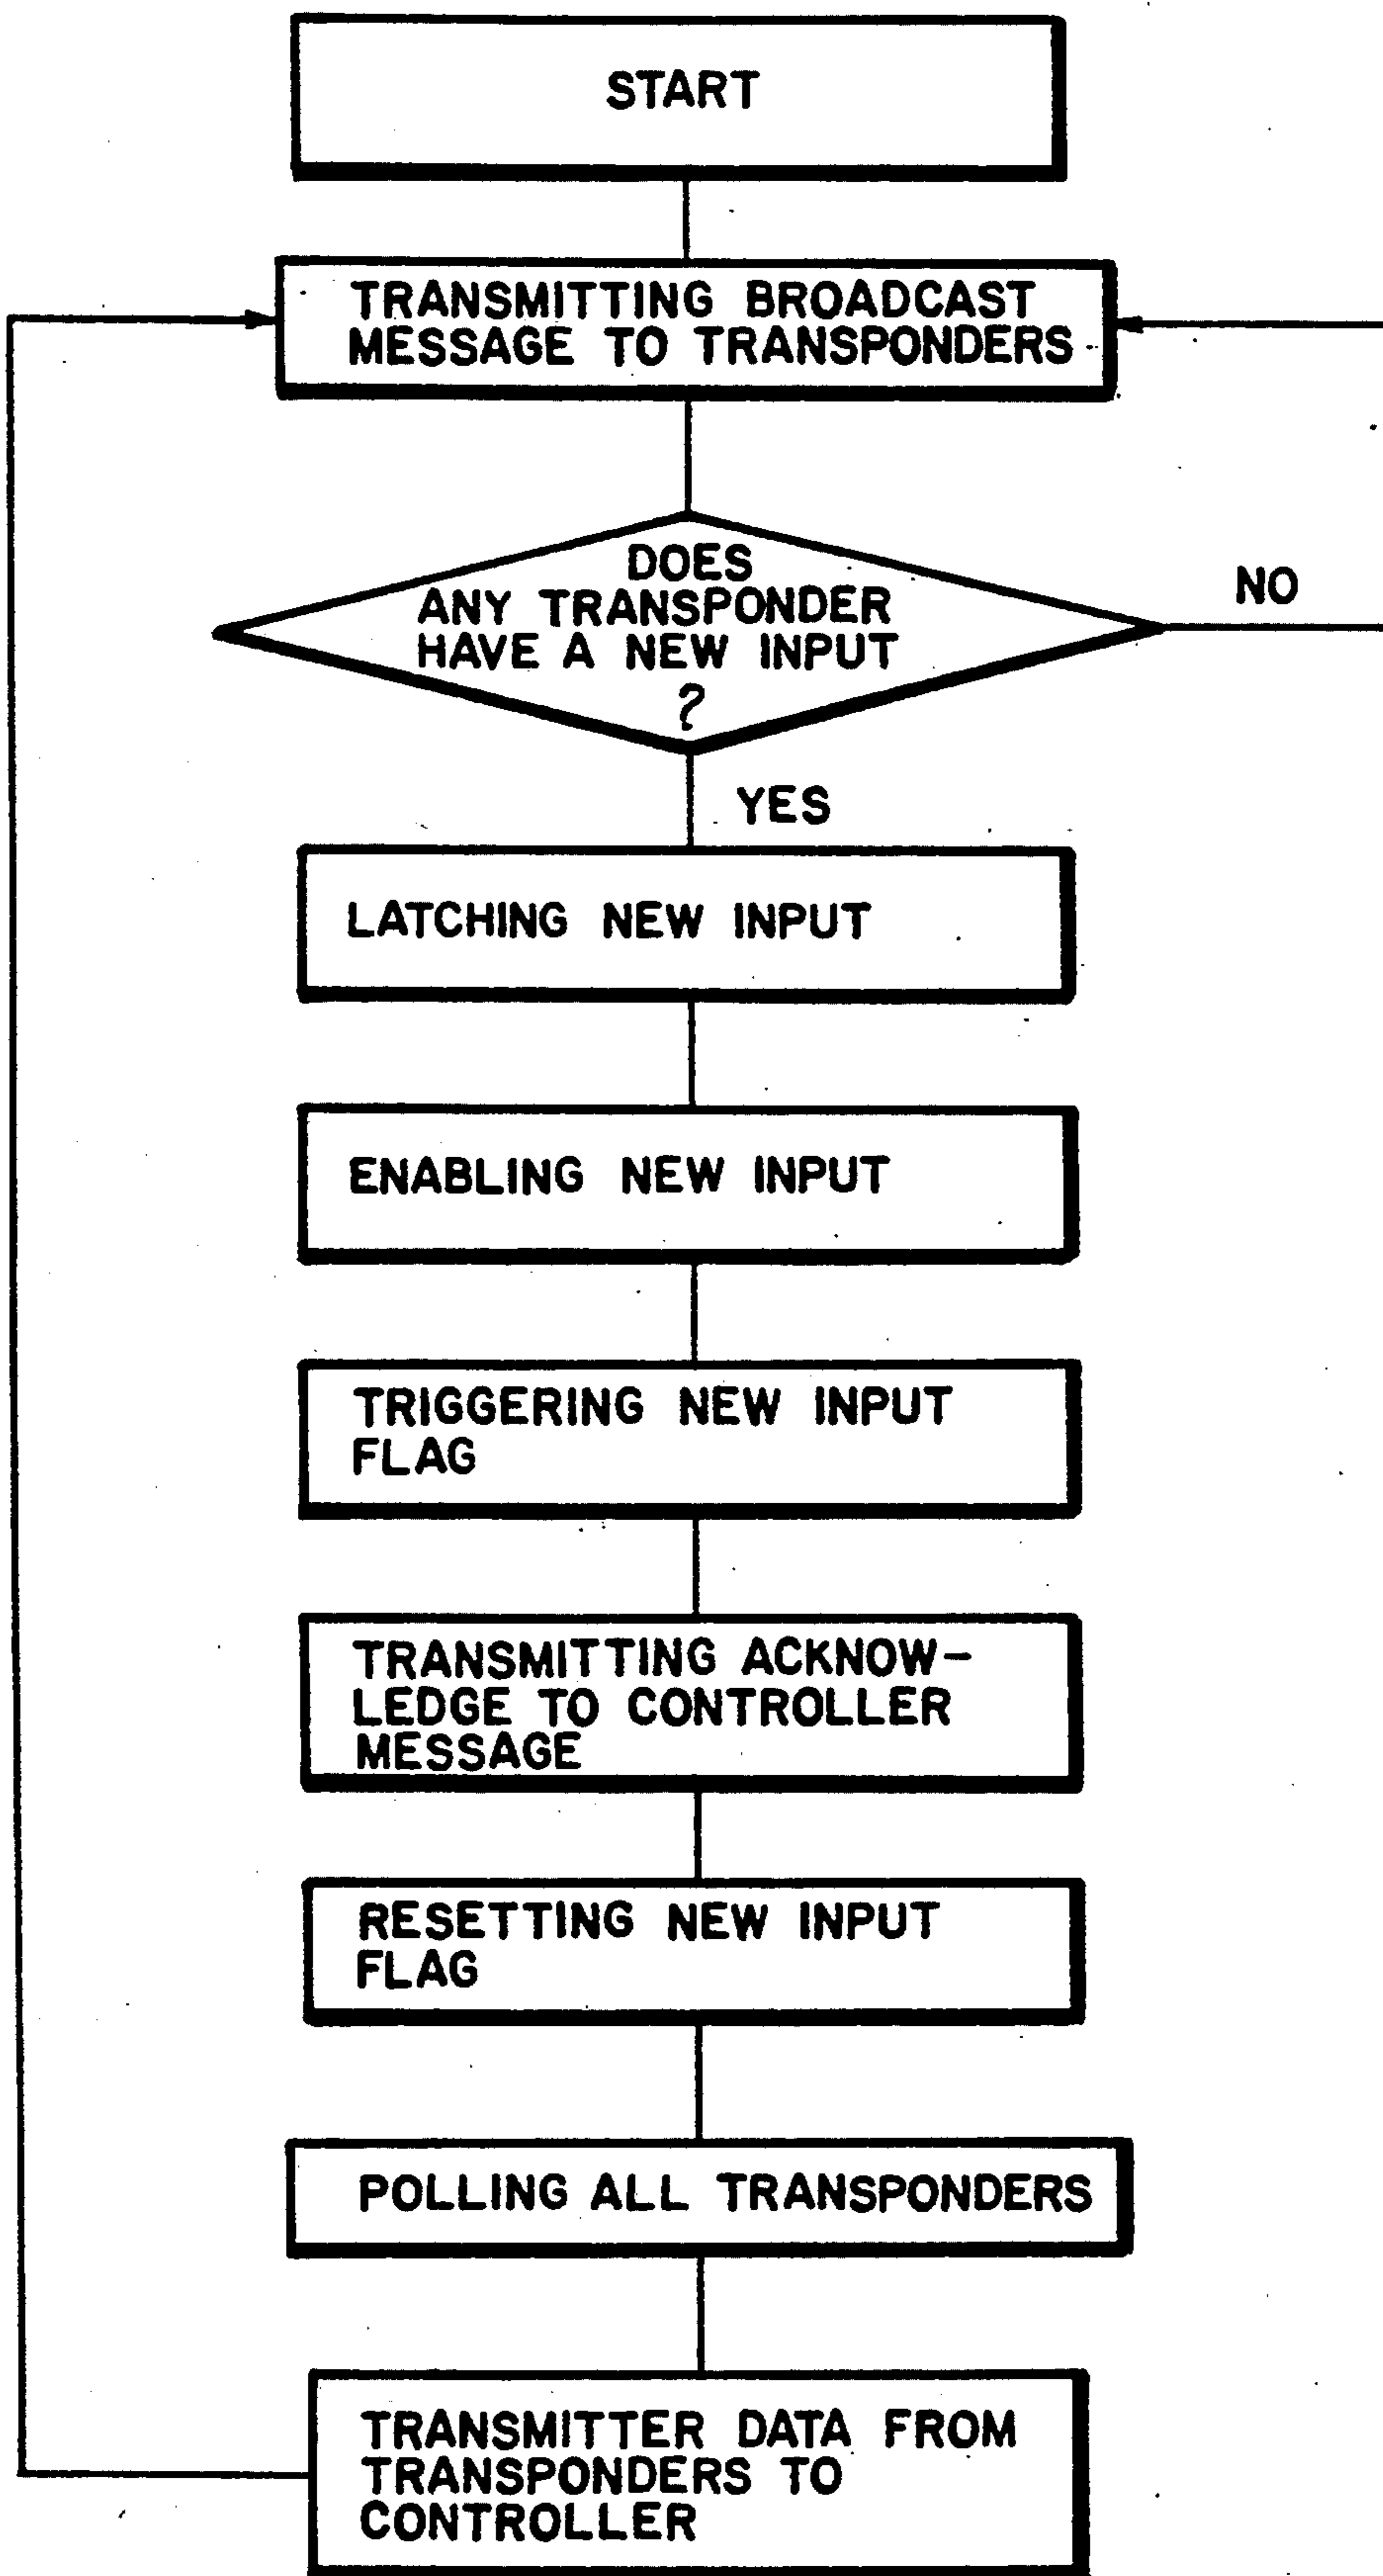 START
TRANSMITTING BROADCAST
MESSAGE TO TRANSPONDERS
DOES
ANY TRANSPONDER
HAVE A NEW INPUT
?
NO
YES
LATCHING NEW INPUT
ENABLING NEW INPUT
TRIGGERING NEW INPUT
FLAG
TRANSMITTING ACKNOW-
LEDGE TO CONTROLLER
MESSAGE
RESETTING NEW INPUT
FLAG
POLLING ALL TRANSPONDERS
TRANSMITTER DATA FROM
TRANSPONDERS TO
CONTROLLER